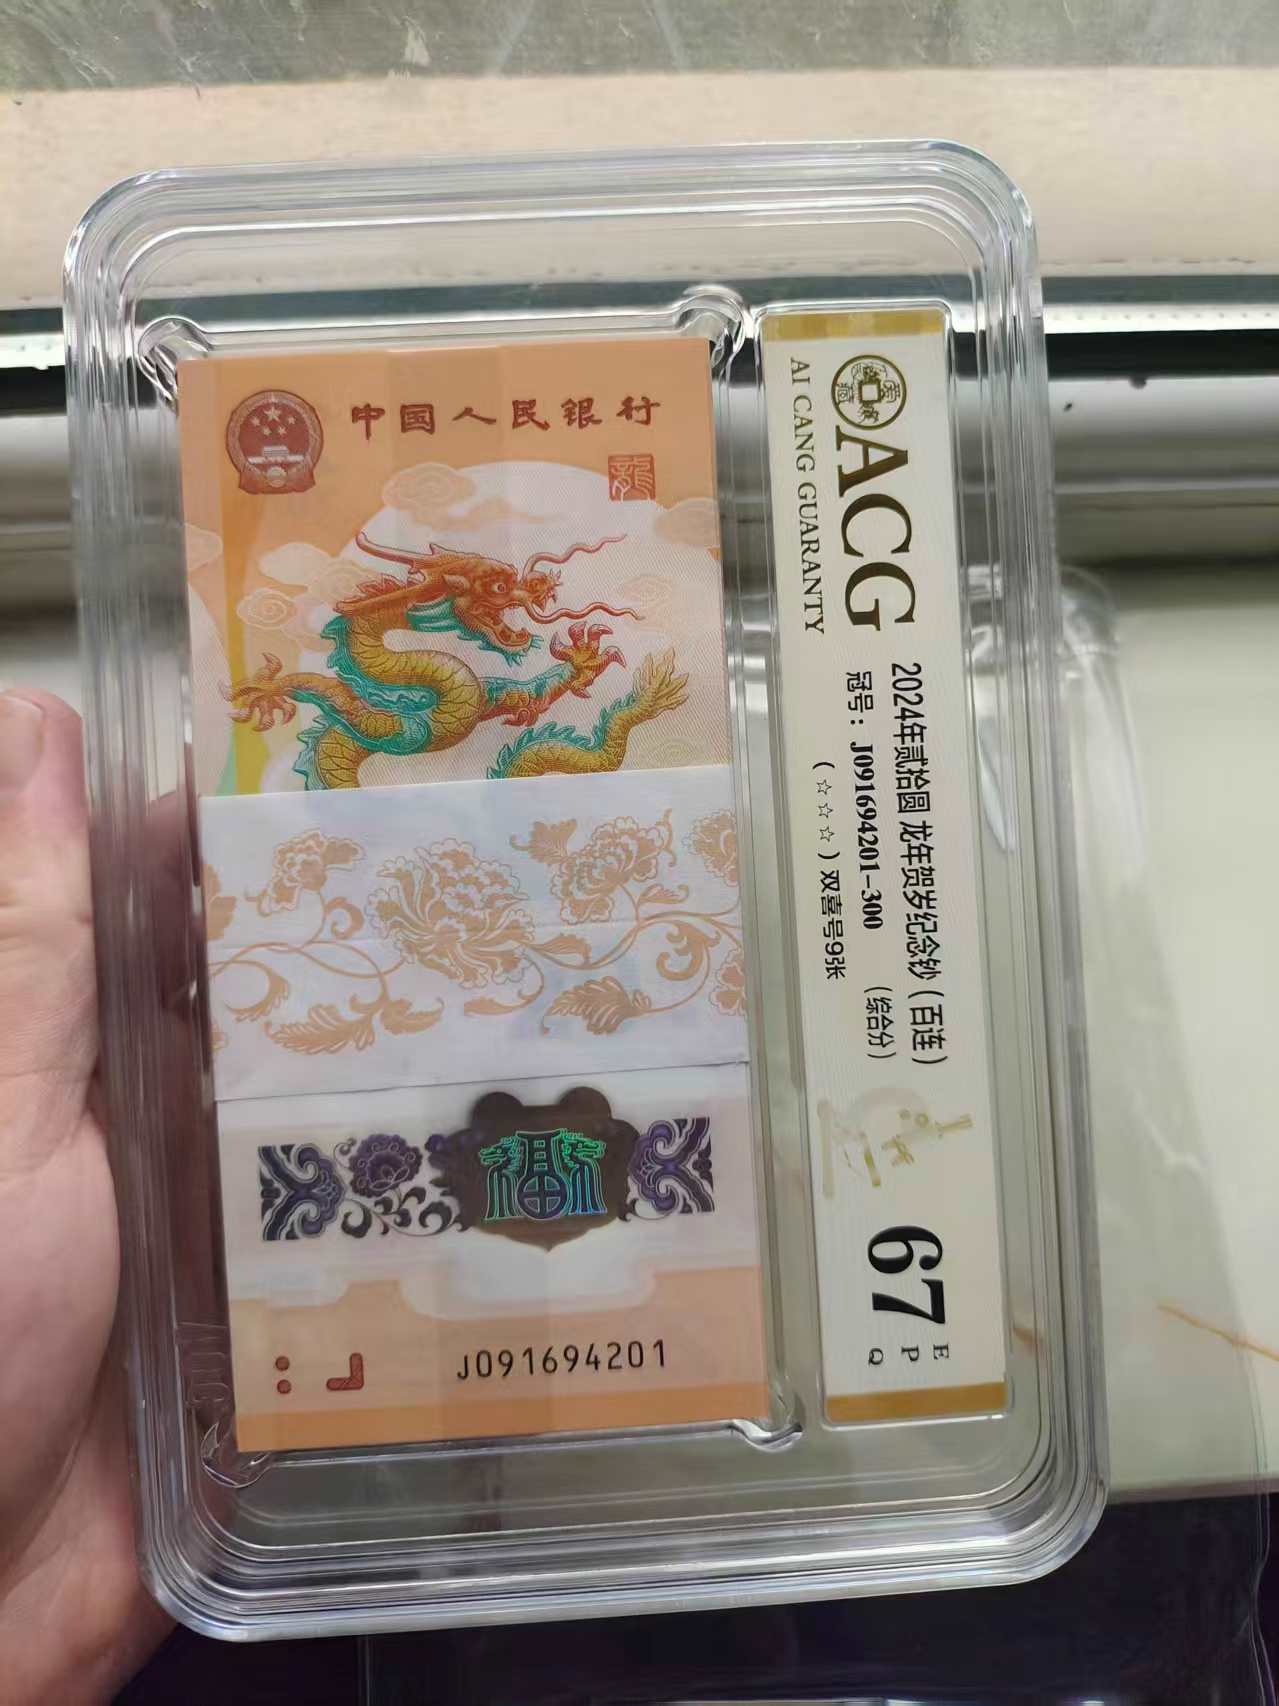 中国人民银行
龍
J091694201
ACG
AI CANG GUARANTY
2024年贰拾圆 龙年贺岁纪念钞（百连）
冠号：J091694201-300 （综合分）
（☆☆☆）双喜号9张
67
E
P
Q